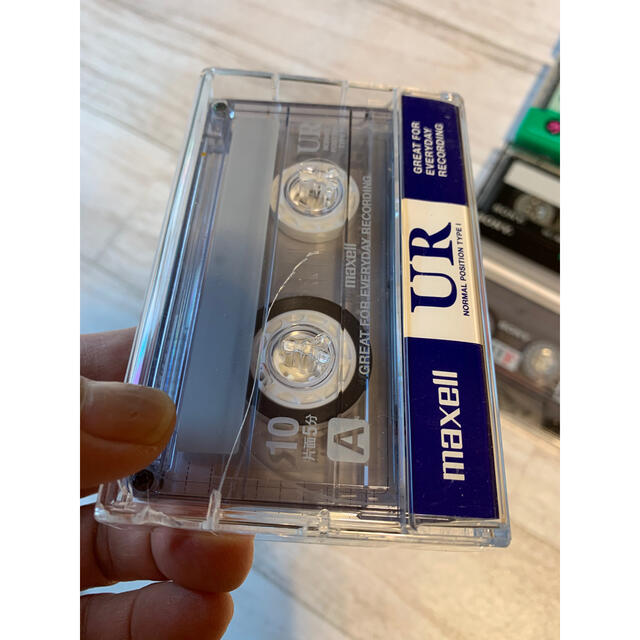 maxell
UR
NORMAL POSITION TYPE I
GREAT FOR
EVERYDAY
RECORDING
A
10
片面5分
maxell
GREAT FOR EVERYDAY RECORDING
UR